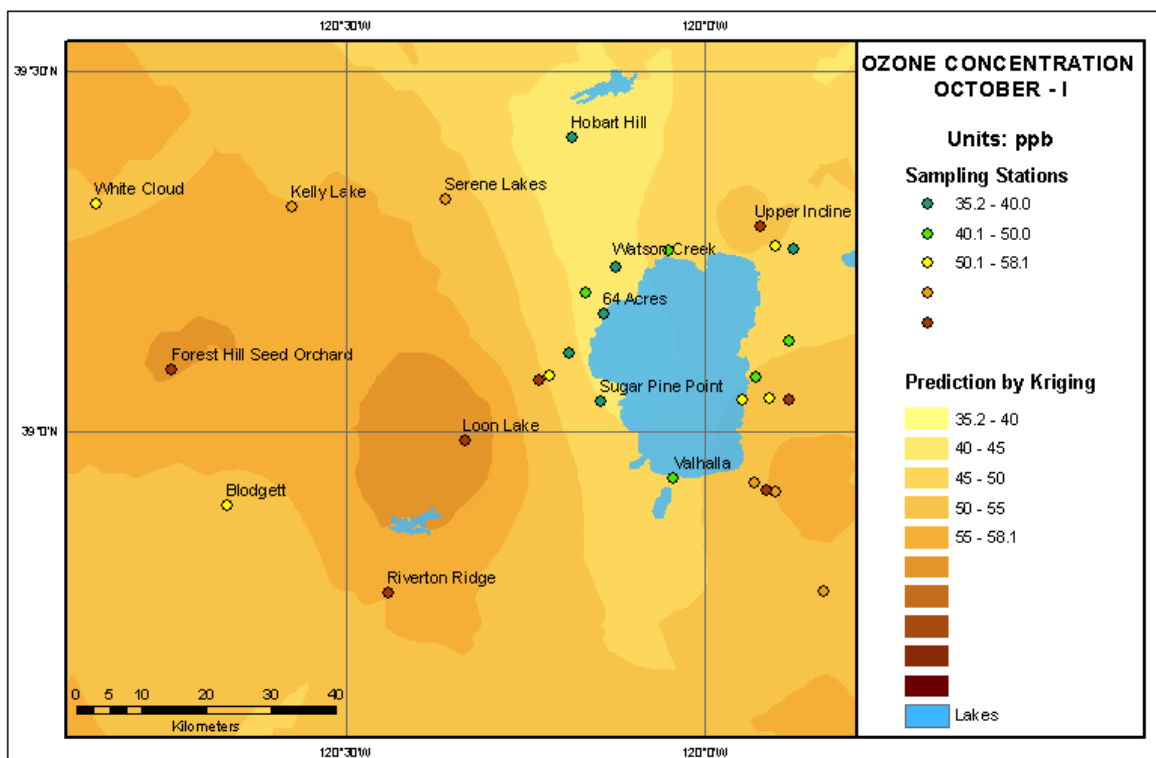 120°30'W 120°0'W
39°30'N
OZONE CONCENTRATION
OCTOBER - I
Units: ppb
Sampling Stations
35.2 - 40.0
40.1 - 50.0
50.1 - 58.1
Prediction by Kriging
35.2 - 40
40 - 45
45 - 50
50 - 55
55 - 58.1
Lakes
Hobart Hill
White Cloud
Kelly Lake
Serene Lakes
Upper Incline
Watson Creek
64 Acres
Forest Hill Seed Orchard
Sugar Pine Point
39°0'N
Loon Lake
Valhalla
Blodgett
Riverton Ridge
0 5 10 20 30 40
Kilometers
120°30'W 120°0'W